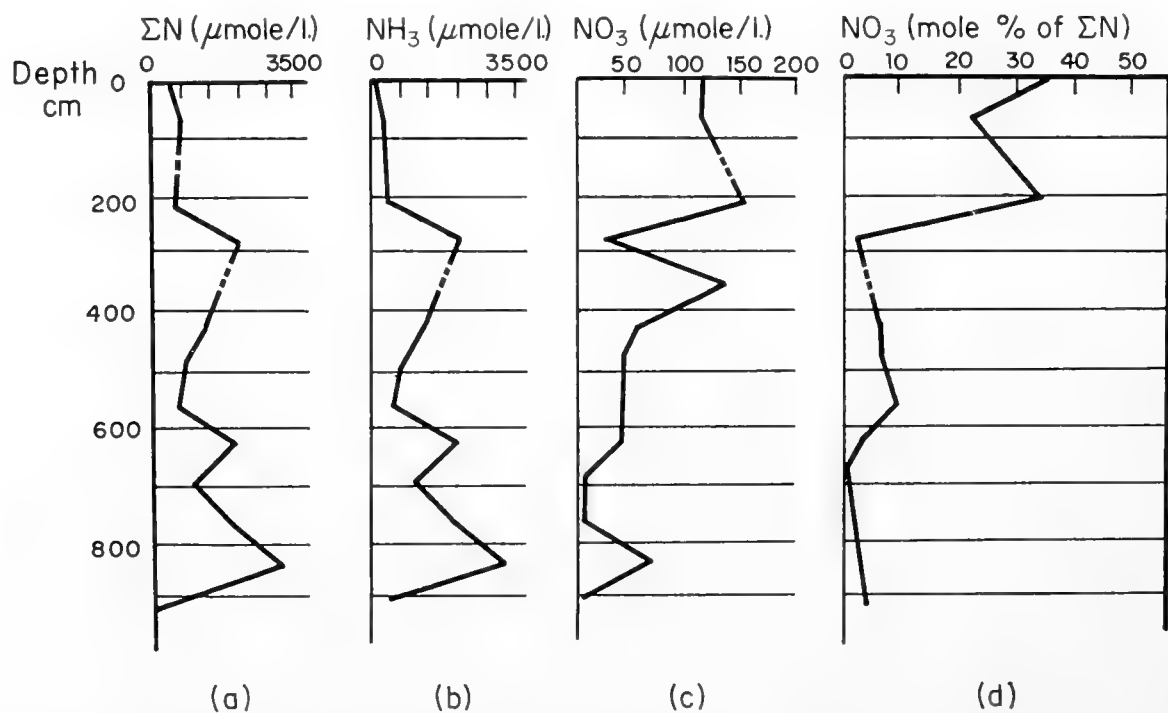 ΣN (μmole/l.) NH₃ (μmole/l.) NO₃ (μmole/l.) NO₃ (mole % of ΣN)
0 3500 0 3500 50 100 150 200 0 10 20 30 40 50
Depth
cm
0
200
400
600
800
(a) (b) (c) (d)